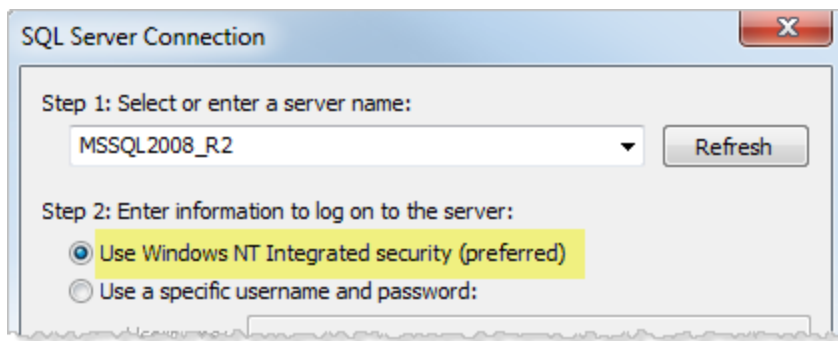 SQL Server Connection
Step 1: Select or enter a server name:
MSSQL2008_R2
Refresh
Step 2: Enter information to log on to the server:
Use Windows NT Integrated security (preferred)
Use a specific username and password: